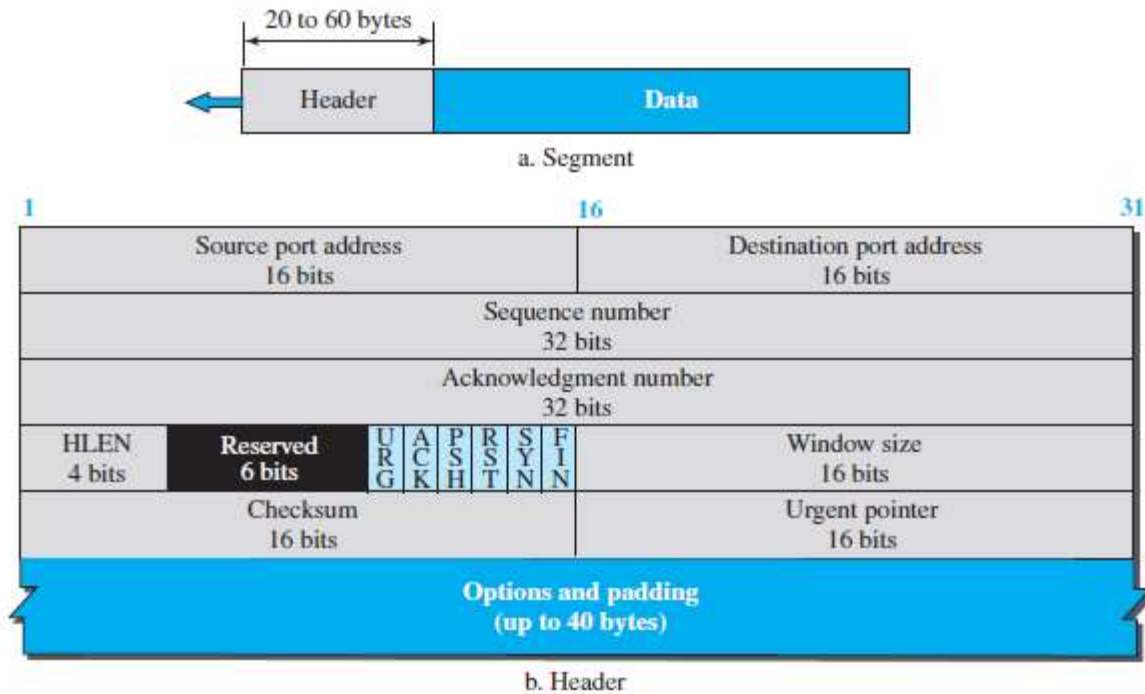 20 to 60 bytes
Header
Data
a. Segment
1
16
31
Source port address
16 bits
Destination port address
16 bits
Sequence number
32 bits
Acknowledgment number
32 bits
HLEN
4 bits
Reserved
6 bits
URG
ACK
PSH
RST
SYN
FIN
Window size
16 bits
Checksum
16 bits
Urgent pointer
16 bits
Options and padding
(up to 40 bytes)
b. Header